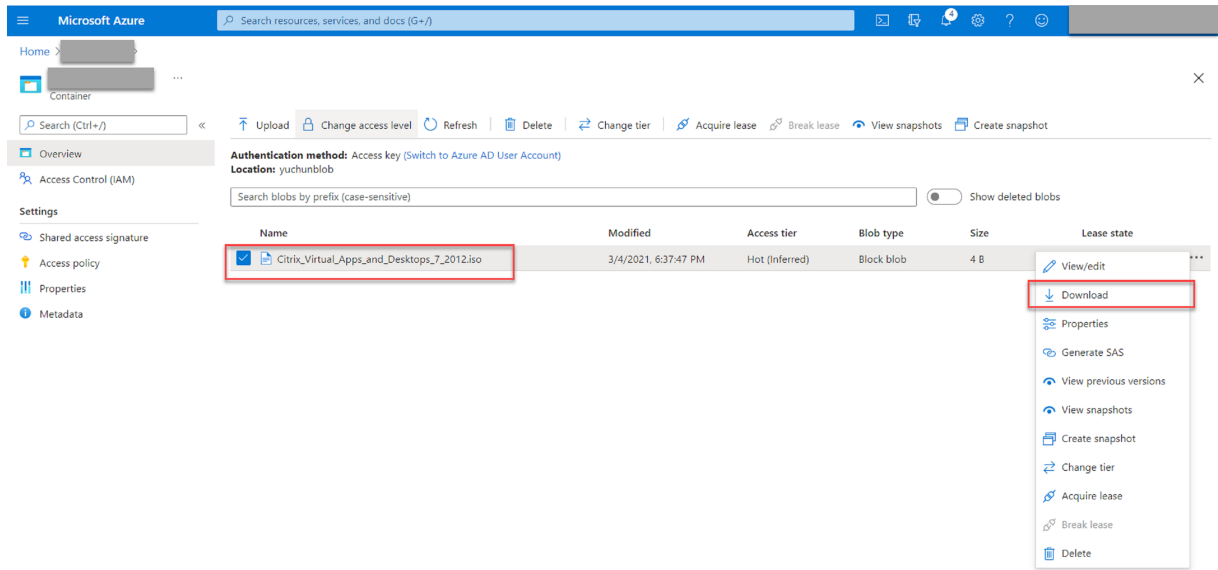 Microsoft Azure
Search resources, services, and docs (G+/)
4
Home >
...
Container
Search (Ctrl+/)
«
Upload Change access level Refresh Delete Change tier Acquire lease Break lease View snapshots Create snapshot
Overview
Access Control (IAM)
Settings
Shared access signature
Access policy
Properties
Metadata
Authentication method: Access key (Switch to Azure AD User Account)
Location: yuchunblob
Search blobs by prefix (case-sensitive)
Show deleted blobs
Name Modified Access tier Blob type Size Lease state
Citrix_Virtual_Apps_and_Desktops_7_2012.iso 3/4/2021, 6:37:47 PM Hot (Inferred) Block blob 4 B ...
View/edit
Download
Properties
Generate SAS
View previous versions
View snapshots
Create snapshot
Change tier
Acquire lease
Break lease
Delete